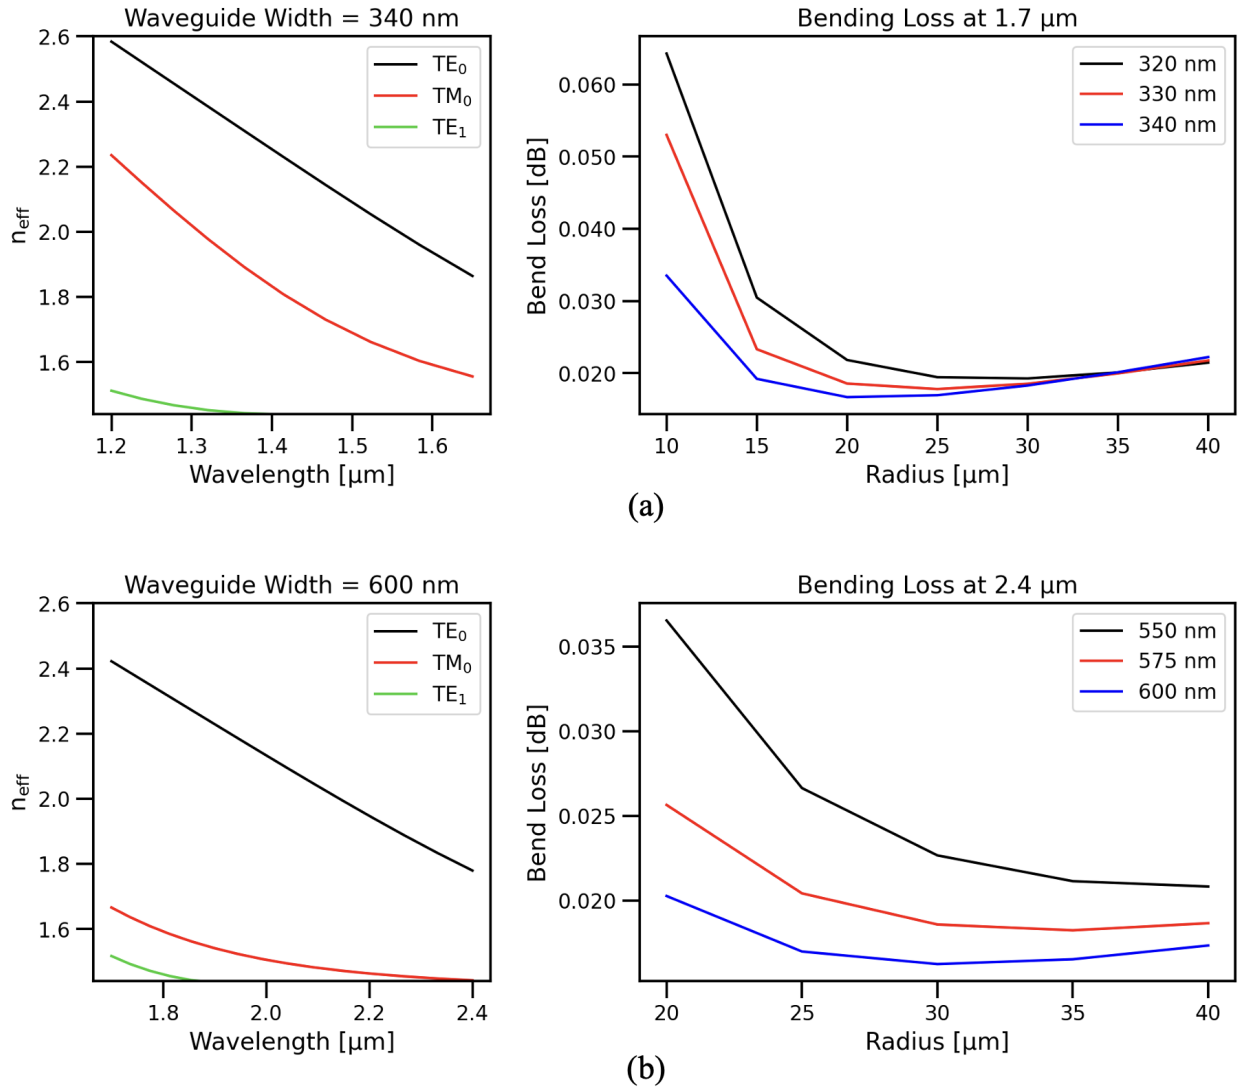 Waveguide Width = 340 nm
2.6
2.4
2.2
2.0
1.8
1.6
n_eff
TE₀
TM₀
TE₁
1.2 1.3 1.4 1.5 1.6
Wavelength [μm]
Bending Loss at 1.7 μm
0.060
0.050
0.040
0.030
0.020
Bend Loss [dB]
320 nm
330 nm
340 nm
10 15 20 25 30 35 40
Radius [μm]
(a)
Waveguide Width = 600 nm
2.6
2.4
2.2
2.0
1.8
1.6
n_eff
TE₀
TM₀
TE₁
1.8 2.0 2.2 2.4
Wavelength [μm]
Bending Loss at 2.4 μm
0.035
0.030
0.025
0.020
Bend Loss [dB]
550 nm
575 nm
600 nm
20 25 30 35 40
Radius [μm]
(b)